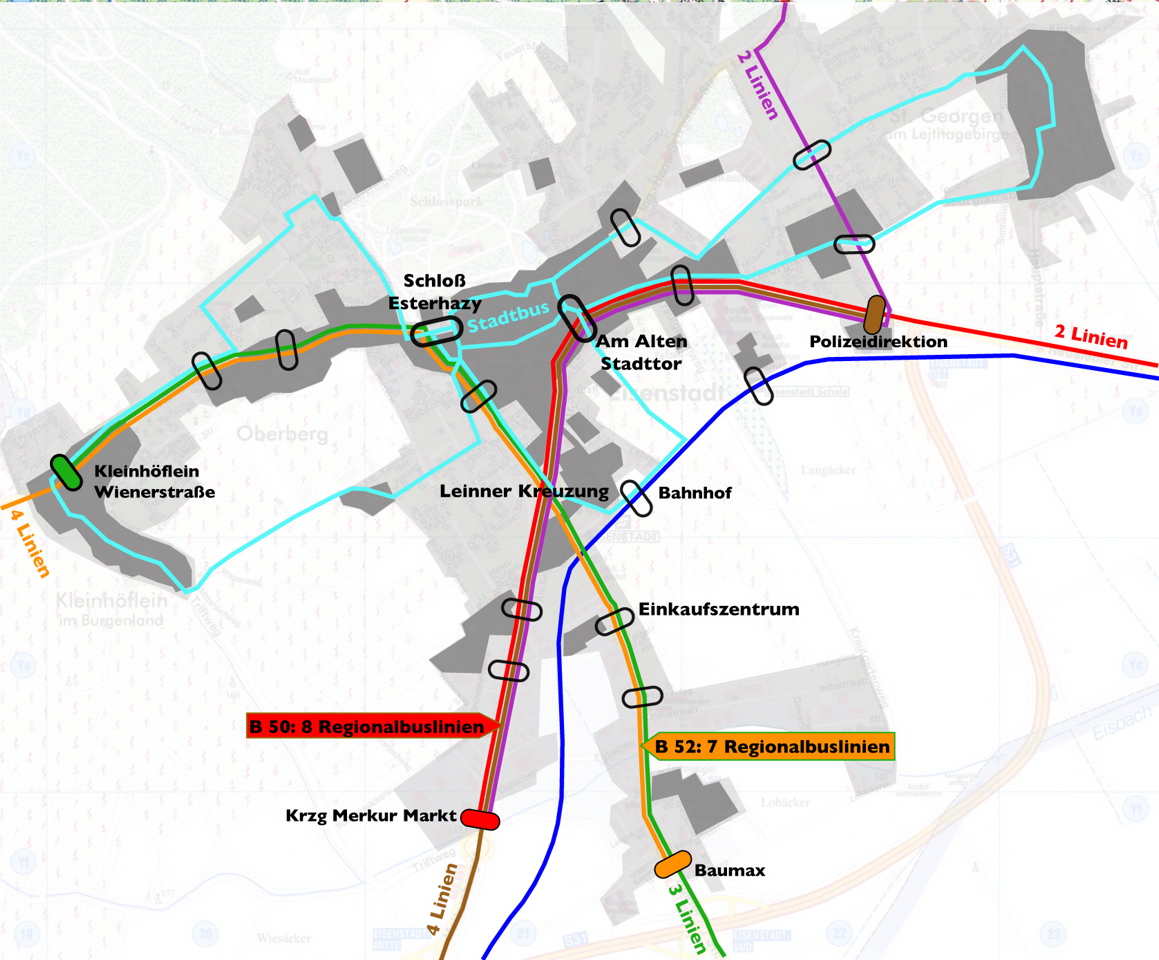 2 Linien
St. Georgen
am Leithagebirge
Schlosspark
Schloß
Esterhazy
Stadtbus
Am Alten
Stadttor
Polizeidirektion
2 Linien
Eisenstadt
Oberberg
Kleinhöflein
Wienerstraße
Langäcker
Leinner Kreuzung
Bahnhof
4 Linien
EISENSTADT
S31
Kleinhöflein
im Burgenland
Einkaufszentrum
B 50: 8 Regionalbuslinien
B 52: 7 Regionalbuslinien
Eisbach
Lobäcker
Krzg Merkur Markt
Triftweg
Baumax
4 Linien
3 Linien
Wiesäcker
S31
19
20
21
22
23